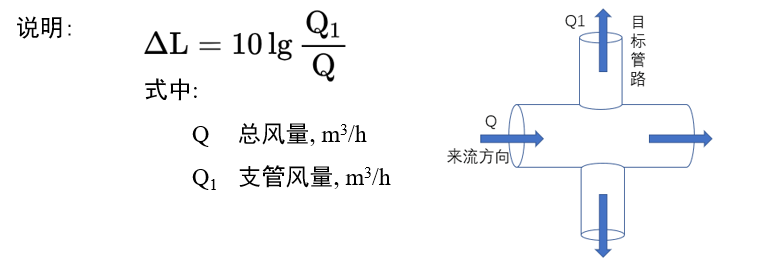 说明：
ΔL = 10 lg Q₁/Q
式中:
Q 总风量, m³/h
Q₁ 支管风量, m³/h
Q1
目标管路
Q
来流方向